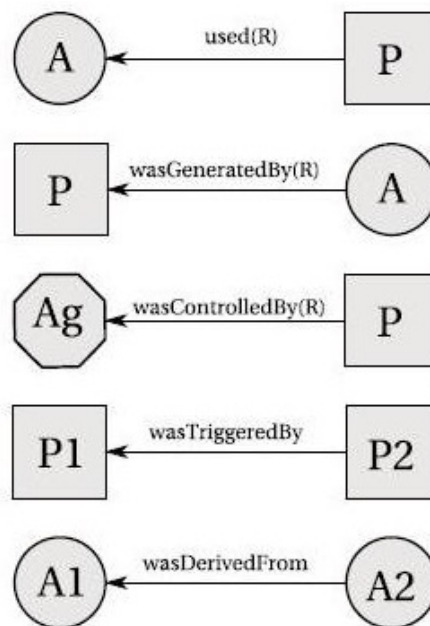 A used(R) P
P wasGeneratedBy(R) A
Ag wasControlledBy(R) P
P1 wasTriggeredBy P2
A1 wasDerivedFrom A2